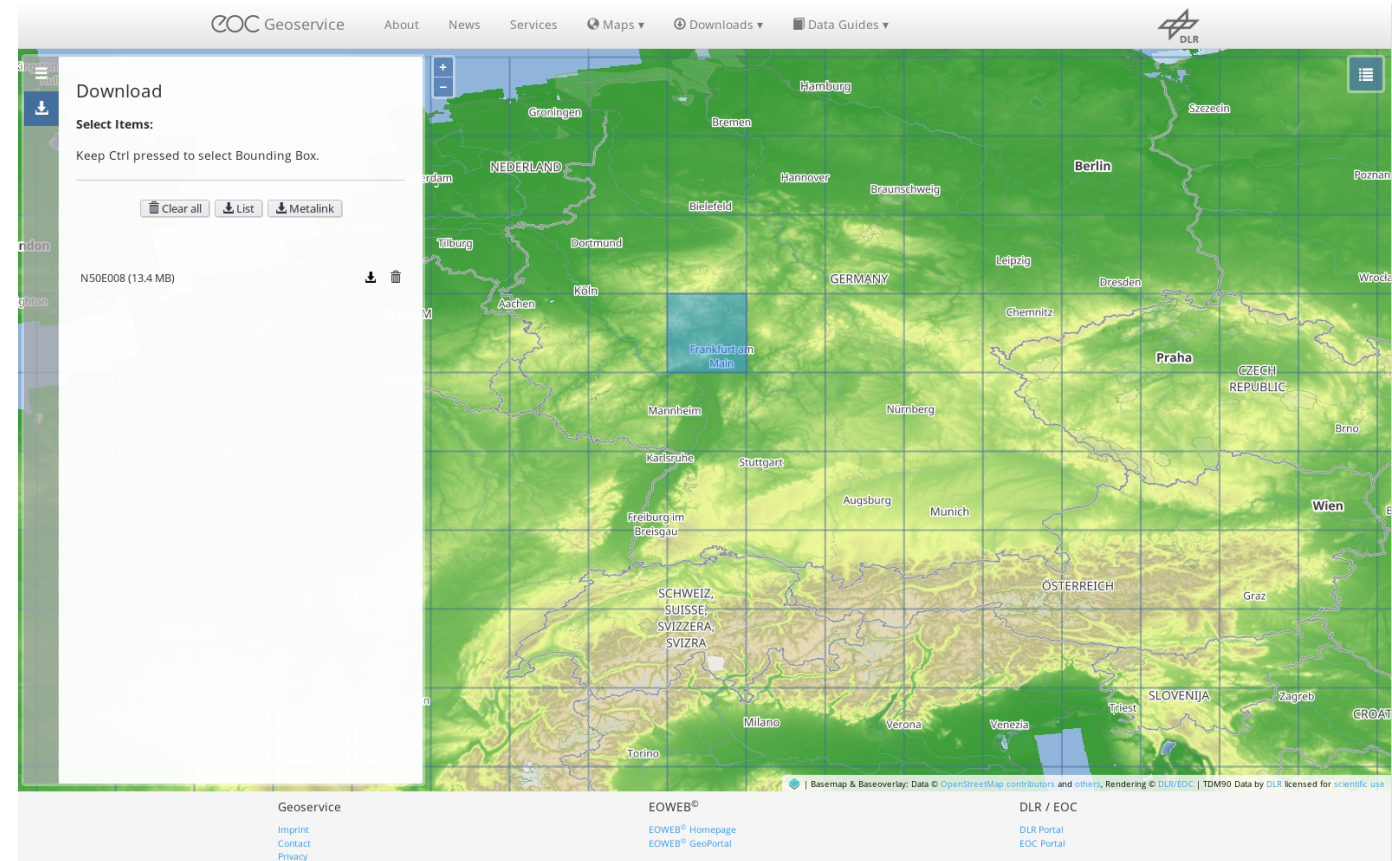 EOC Geoservice
About
News
Services
Maps ▾
Downloads ▾
Data Guides ▾
DLR
Download
Select Items:
Keep Ctrl pressed to select Bounding Box.
Clear all
List
Metalink
N50E008 (13.4 MB)
+
−
Hamburg
Szczecin
Groningen
Bremen
NEDERLAND
Berlin
erdam
Hannover
Poznan
Braunschweig
Bielefeld
ndon
Tilburg
Dortmund
Leipzig
GERMANY
Dresden
Wrocła
Köln
ghton
Aachen
Chemnitz
M
Frankfurt am
Main
Praha
CZECH
REPUBLIC
Mannheim
Nürnberg
Brno
Karlsruhe
Stuttgart
Augsburg
Munich
Wien
Freiburg im
Breisgau
ÖSTERREICH
SCHWEIZ,
SUISSE,
SVIZZERA,
SVIZRA
Graz
SLOVENIJA
Zagreb
Triest
CROAT
Milano
Verona
Venezia
Torino
| Basemap & Baseoverlay: Data © OpenStreetMap contributors and others, Rendering © DLR/EOC | TDM90 Data by DLR licensed for scientific use
Geoservice
Imprint
Contact
Privacy
EOWEB©
EOWEB© Homepage
EOWEB© GeoPortal
DLR / EOC
DLR Portal
EOC Portal